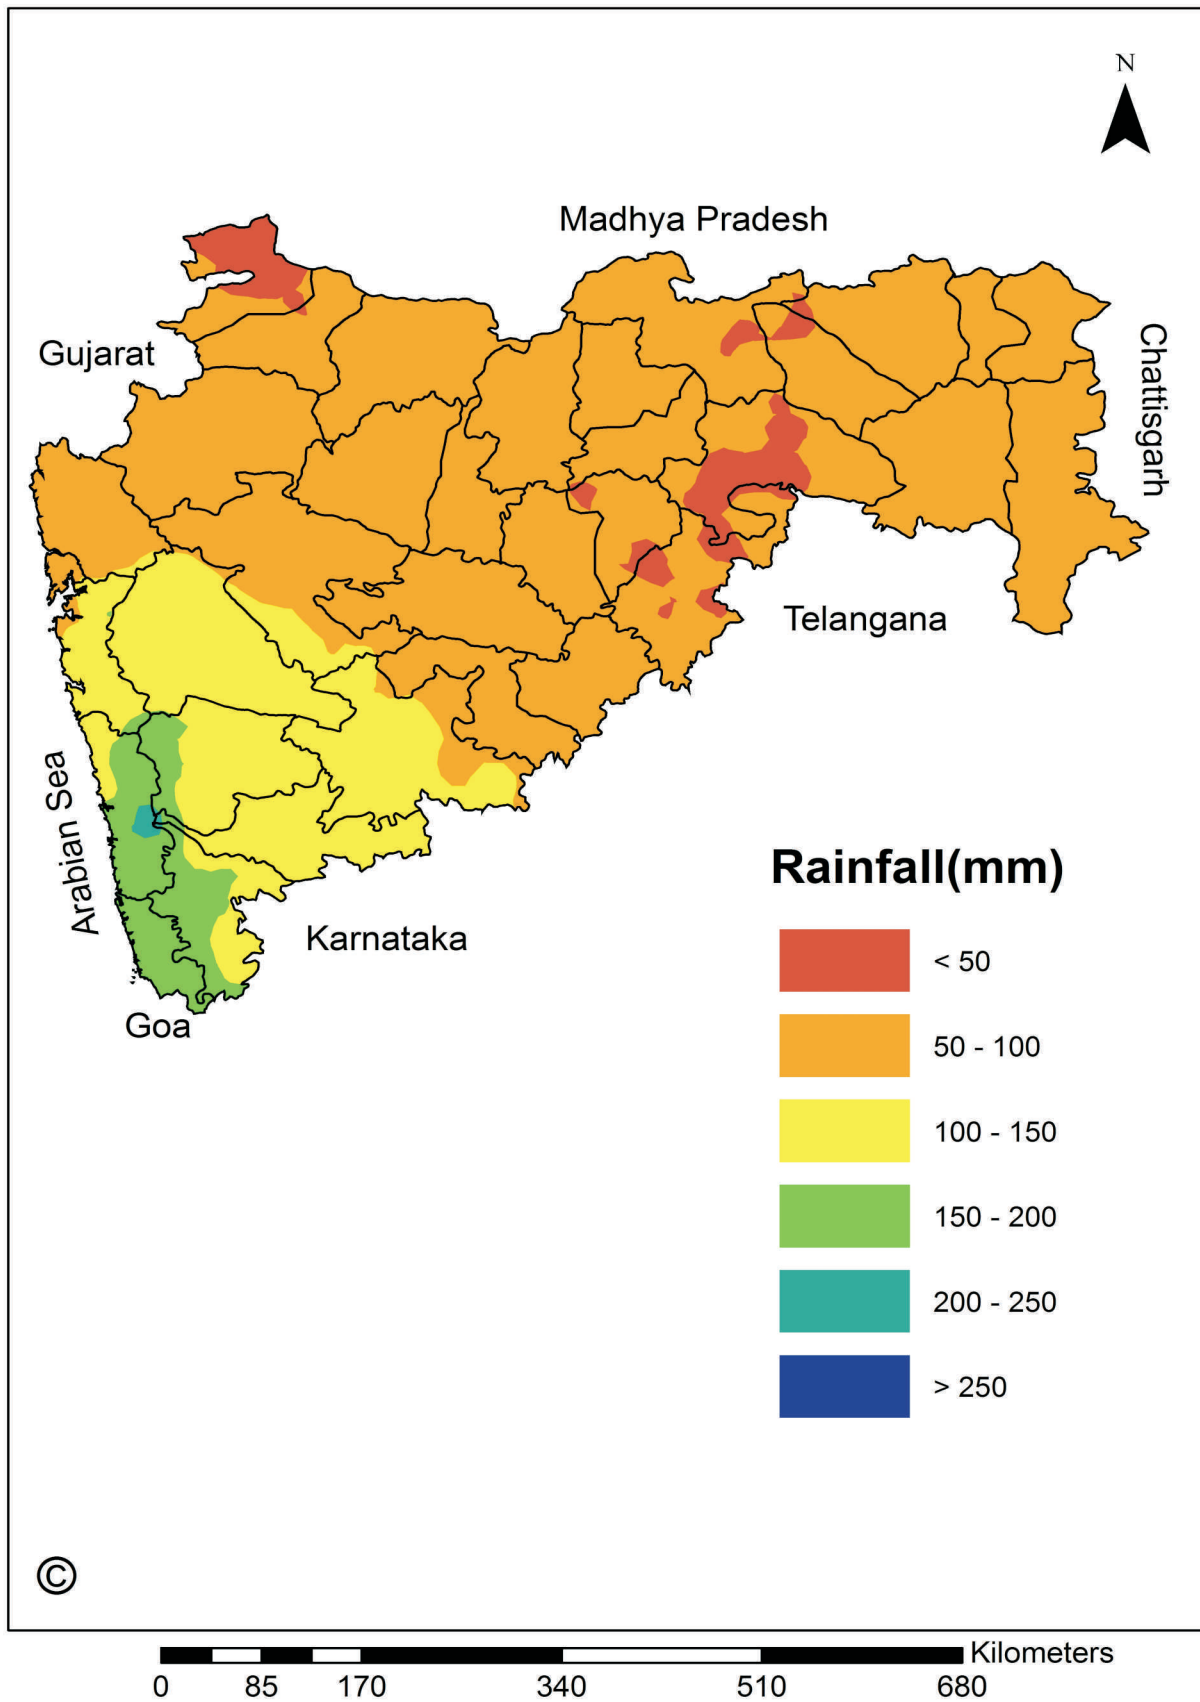 N
Madhya Pradesh
Gujarat
Chattisgarh
Telangana
Arabian Sea
Karnataka
Goa
Rainfall(mm)
< 50
50 - 100
100 - 150
150 - 200
200 - 250
> 250
©
Kilometers
0 85 170 340 510 680